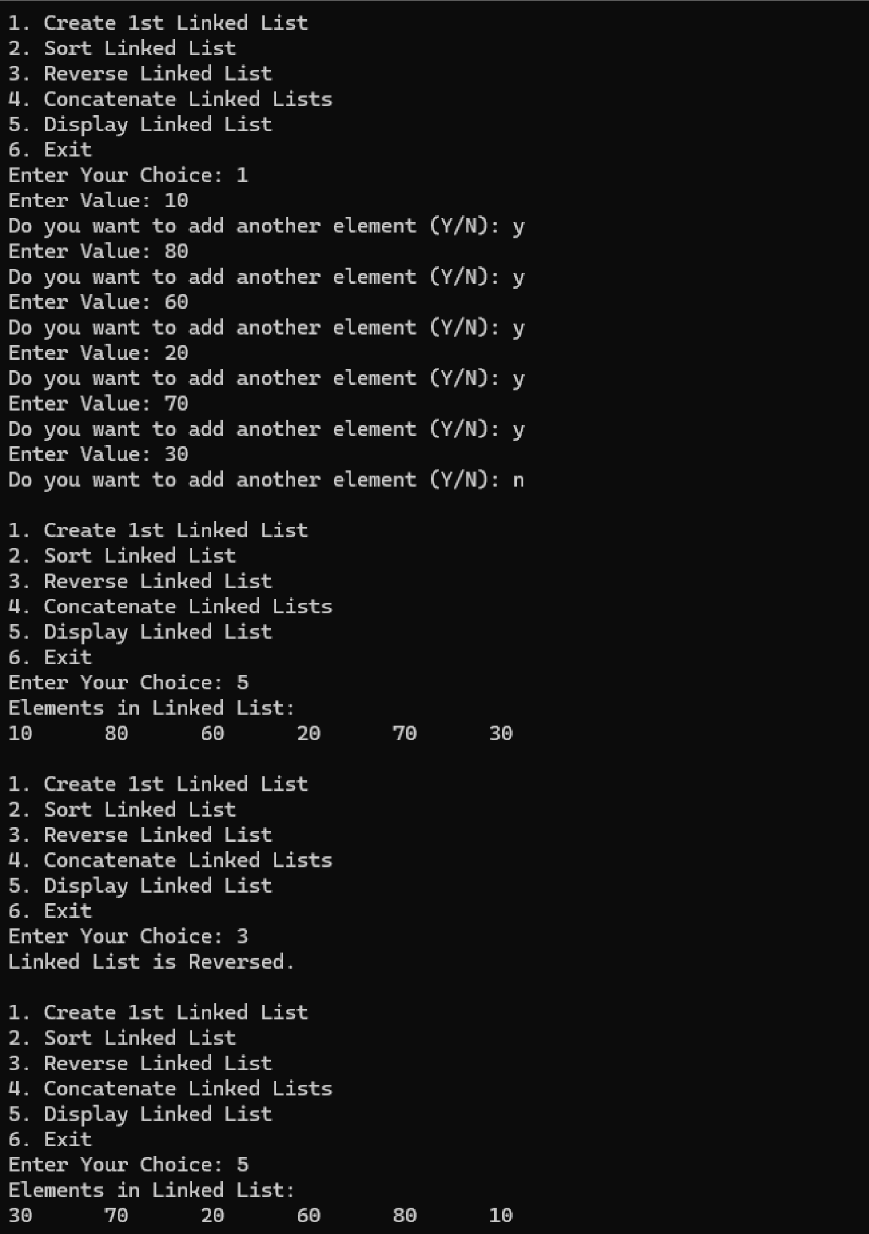 1. Create 1st Linked List
2. Sort Linked List
3. Reverse Linked List
4. Concatenate Linked Lists
5. Display Linked List
6. Exit
Enter Your Choice: 1
Enter Value: 10
Do you want to add another element (Y/N): y
Enter Value: 80
Do you want to add another element (Y/N): y
Enter Value: 60
Do you want to add another element (Y/N): y
Enter Value: 20
Do you want to add another element (Y/N): y
Enter Value: 70
Do you want to add another element (Y/N): y
Enter Value: 30
Do you want to add another element (Y/N): n

1. Create 1st Linked List
2. Sort Linked List
3. Reverse Linked List
4. Concatenate Linked Lists
5. Display Linked List
6. Exit
Enter Your Choice: 5
Elements in Linked List:
10      80      60      20      70      30

1. Create 1st Linked List
2. Sort Linked List
3. Reverse Linked List
4. Concatenate Linked Lists
5. Display Linked List
6. Exit
Enter Your Choice: 3
Linked List is Reversed.

1. Create 1st Linked List
2. Sort Linked List
3. Reverse Linked List
4. Concatenate Linked Lists
5. Display Linked List
6. Exit
Enter Your Choice: 5
Elements in Linked List:
30      70      20      60      80      10